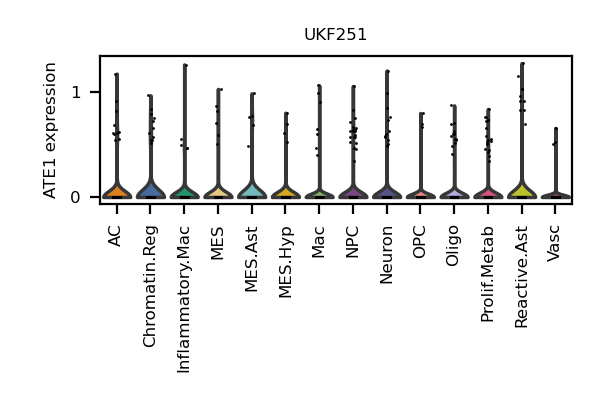 UKF251
ATE1 expression
1
0
AC
Chromatin.Reg
Inflammatory.Mac
MES
MES.Ast
MES.Hyp
Mac
NPC
Neuron
OPC
Oligo
Prolif.Metab
Reactive.Ast
Vasc